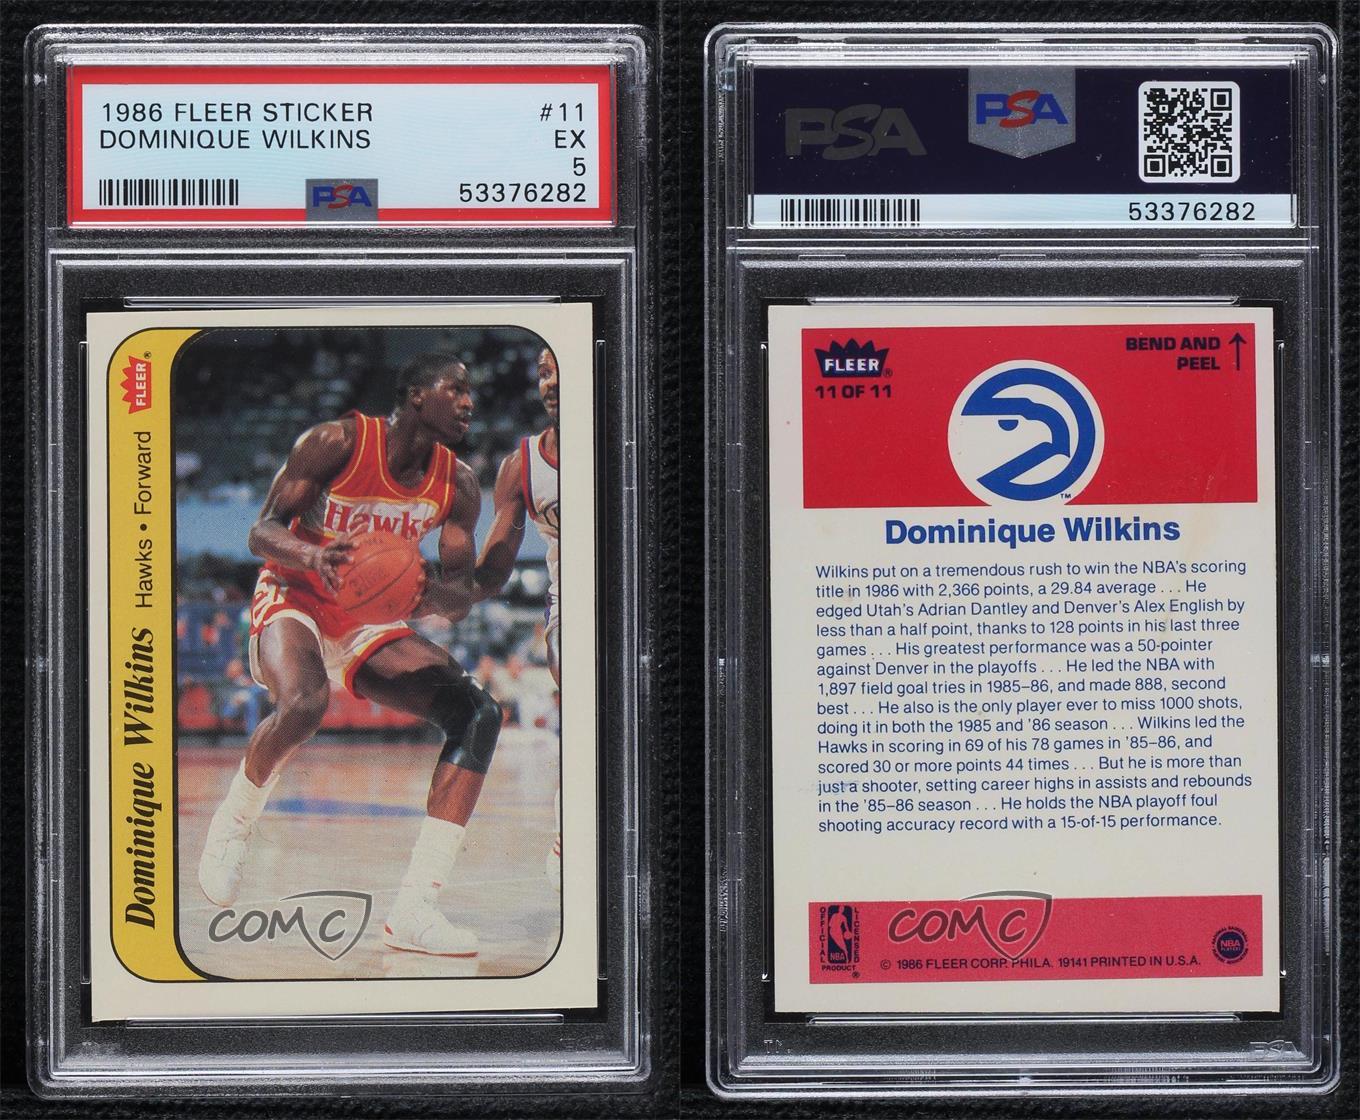 1986 FLEER STICKER #11
DOMINIQUE WILKINS EX
5
PSA 53376282
FLEER®
Dominique Wilkins Hawks • Forward
Hawks
COMC
PSA PSA
53376282
FLEER®
11 OF 11
BEND AND
PEEL ↑
TM
Dominique Wilkins
Wilkins put on a tremendous rush to win the NBA's scoring
title in 1986 with 2,366 points, a 29.84 average . . . He
edged Utah's Adrian Dantley and Denver's Alex English by
less than a half point, thanks to 128 points in his last three
games . . . His greatest performance was a 50-pointer
against Denver in the playoffs . . . He led the NBA with
1,897 field goal tries in 1985–86, and made 888, second
best . . . He also is the only player ever to miss 1000 shots,
doing it in both the 1985 and '86 season . . . Wilkins led the
Hawks in scoring in 69 of his 78 games in '85–86, and
scored 30 or more points 44 times . . . But he is more than
just a shooter, setting career highs in assists and rebounds
in the '85–86 season . . . He holds the NBA playoff foul
shooting accuracy record with a 15-of-15 performance.
COMC
OFFICIAL LICENSED
NBA
PRODUCT ®
© 1986 FLEER CORP. PHILA. 19141 PRINTED IN U.S.A.
NBA
PLAYERS
PSA